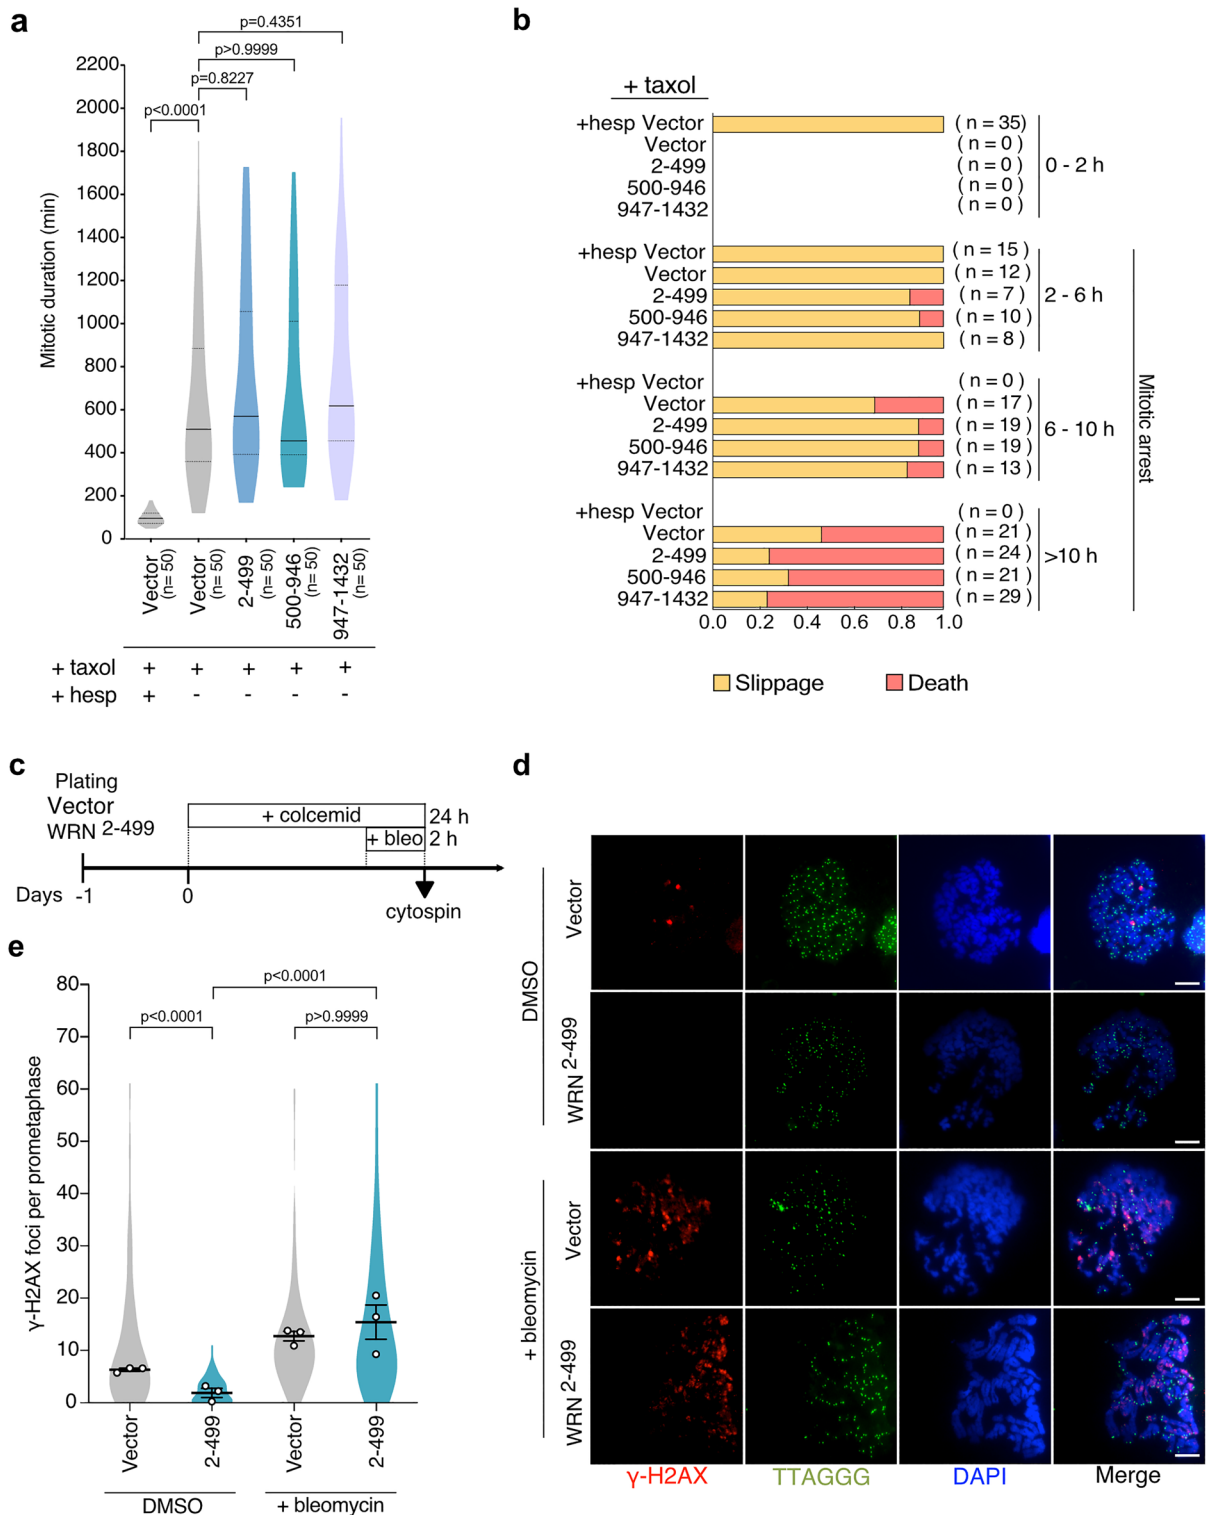 a
p=0.4351
p>0.9999
p=0.8227
p<0.0001
2200
2000
1800
1600
1400
1200
1000
800
600
400
200
0
Mitotic duration (min)
Vector (n= 50)
Vector (n= 50)
2-499 (n= 50)
500-946 (n= 50)
947-1432 (n= 50)
+ taxol + + + + +
+ hesp + - - - -
b
+ taxol
+hesp Vector ( n = 35)
Vector ( n = 0 )
2-499 ( n = 0 )
500-946 ( n = 0 )
947-1432 ( n = 0 )
0 - 2 h
+hesp Vector ( n = 15 )
Vector ( n = 12 )
2-499 ( n = 7 )
500-946 ( n = 10 )
947-1432 ( n = 8 )
2 - 6 h
+hesp Vector ( n = 0 )
Vector ( n = 17 )
2-499 ( n = 19 )
500-946 ( n = 19 )
947-1432 ( n = 13 )
6 - 10 h
+hesp Vector ( n = 0 )
Vector ( n = 21 )
2-499 ( n = 24 )
500-946 ( n = 21 )
947-1432 ( n = 29 )
>10 h
Mitotic arrest
0.0 0.2 0.4 0.6 0.8 1.0
Slippage Death
c
Plating
Vector
WRN 2-499
+ colcemid 24 h
+ bleo 2 h
Days -1 0
cytospin
d
DMSO
Vector
WRN 2-499
+ bleomycin
Vector
WRN 2-499
γ-H2AX TTAGGG DAPI Merge
e
p<0.0001
p<0.0001 p>0.9999
80
70
60
50
40
30
20
10
0
γ-H2AX foci per prometaphase
Vector
2-499
Vector
2-499
DMSO + bleomycin